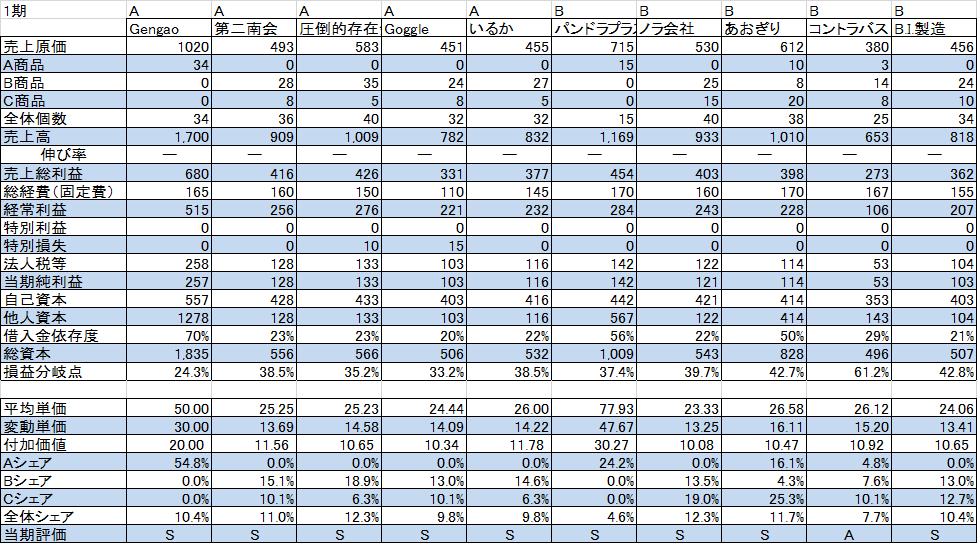 1期 A A A A A B B B B B
Gengao 第二南会 圧倒的存在 Goggle いるか パンドラプラ ノラ会社 あおぎり コントラバス B.I.製造
売上原価 1020 493 583 451 455 715 530 612 380 456
A商品 34 0 0 0 0 15 0 10 3 0
B商品 0 28 35 24 27 0 25 8 14 24
C商品 0 8 5 8 5 0 15 20 8 10
全体個数 34 36 40 32 32 15 40 38 25 34
売上高 1,700 909 1,009 782 832 1,169 933 1,010 653 818
伸び率 — — — — — — — — — —
売上総利益 680 416 426 331 377 454 403 398 273 362
総経費(固定費) 165 160 150 110 145 170 160 170 167 155
経常利益 515 256 276 221 232 284 243 228 106 207
特別利益 0 0 0 0 0 0 0 0 0 0
特別損失 0 0 10 15 0 0 0 0 0 0
法人税等 258 128 133 103 116 142 122 114 53 104
当期純利益 257 128 133 103 116 142 121 114 53 103
自己資本 557 428 433 403 416 442 421 414 353 403
他人資本 1278 128 133 103 116 567 122 414 143 104
借入金依存度 70% 23% 23% 20% 22% 56% 22% 50% 29% 21%
総資本 1,835 556 566 506 532 1,009 543 828 496 507
損益分岐点 24.3% 38.5% 35.2% 33.2% 38.5% 37.4% 39.7% 42.7% 61.2% 42.8%
平均単価 50.00 25.25 25.23 24.44 26.00 77.93 23.33 26.58 26.12 24.06
変動単価 30.00 13.69 14.58 14.09 14.22 47.67 13.25 16.11 15.20 13.41
付加価値 20.00 11.56 10.65 10.34 11.78 30.27 10.08 10.47 10.92 10.65
Aシェア 54.8% 0.0% 0.0% 0.0% 0.0% 24.2% 0.0% 16.1% 4.8% 0.0%
Bシェア 0.0% 15.1% 18.9% 13.0% 14.6% 0.0% 13.5% 4.3% 7.6% 13.0%
Cシェア 0.0% 10.1% 6.3% 10.1% 6.3% 0.0% 19.0% 25.3% 10.1% 12.7%
全体シェア 10.4% 11.0% 12.3% 9.8% 9.8% 4.6% 12.3% 11.7% 7.7% 10.4%
当期評価 S S S S S S S S A S